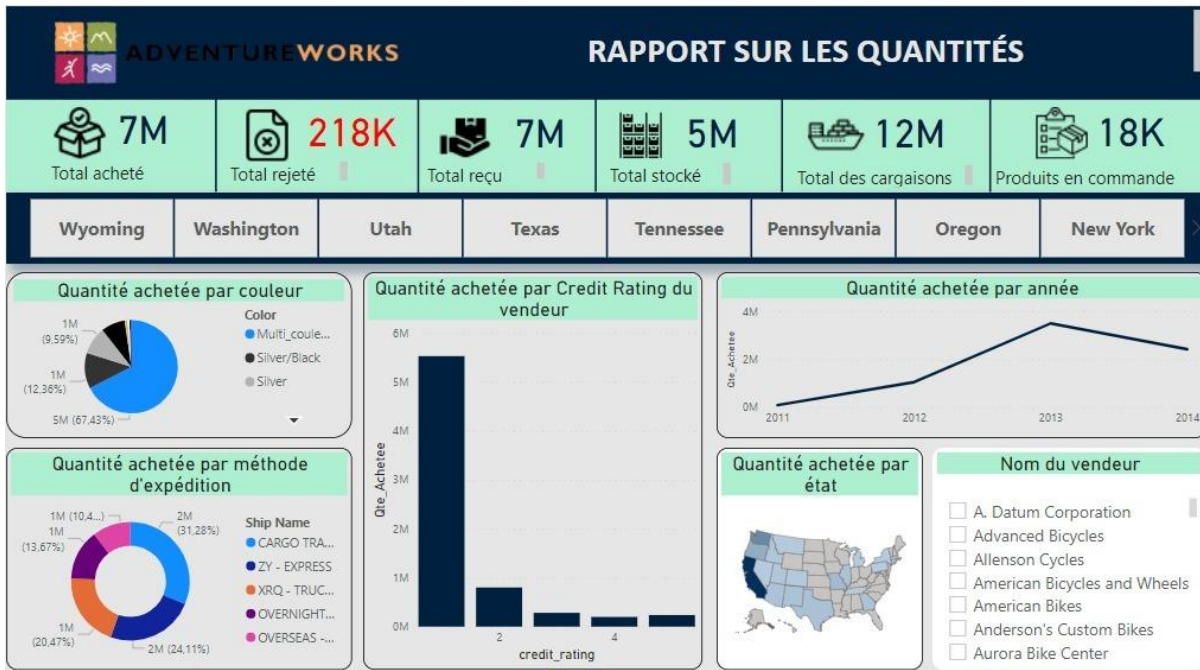 ADVENTUREWORKS
RAPPORT SUR LES QUANTITÉS
7M
Total acheté
218K
Total rejeté
7M
Total reçu
5M
Total stocké
12M
Total des cargaisons
18K
Produits en commande
Wyoming
Washington
Utah
Texas
Tennessee
Pennsylvania
Oregon
New York
Quantité achetée par couleur
1M
(9,59%)
1M
(12,36%)
5M (67,43%)
Color
Multi_coule...
Silver/Black
Silver
Quantité achetée par Credit Rating du
vendeur
6M
5M
4M
3M
2M
1M
0M
Qte_Achetee
2
4
credit_rating
Quantité achetée par année
4M
2M
0M
Qte_Achetee
2011
2012
2013
2014
Quantité achetée par méthode
d'expédition
1M (10,4...)
1M
(13,67%)
1M
(20,47%)
2M
(31,28%)
2M (24,11%)
Ship Name
CARGO TRA...
ZY - EXPRESS
XRQ - TRUC...
OVERNIGHT...
OVERSEAS -...
Quantité achetée par
état
Nom du vendeur
A. Datum Corporation
Advanced Bicycles
Allenson Cycles
American Bicycles and Wheels
American Bikes
Anderson's Custom Bikes
Aurora Bike Center